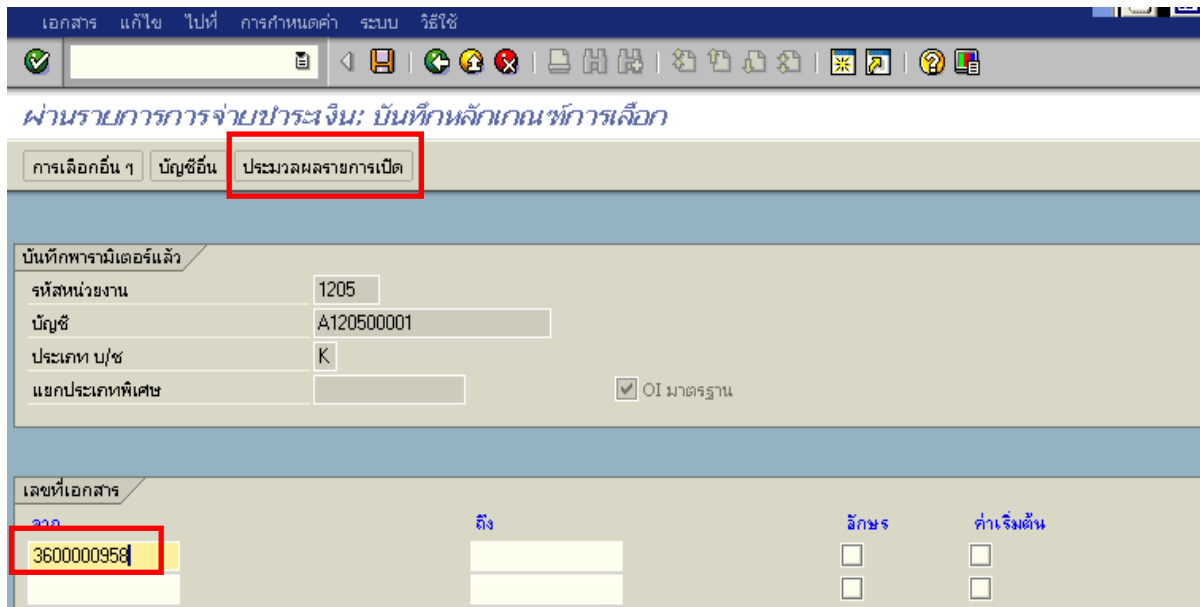 เอกสาร แก้ไข ไปที่ การกำหนดค่า ระบบ วิธีใช้
ผ่านรายการการจ่ายชำระเงิน: บันทึกหลักเกณฑ์การเลือก
การเลือกอื่น ๆ บัญชีอื่น ประมวลผลรายการเปิด
บันทึกพารามิเตอร์แล้ว
รหัสหน่วยงาน 1205
บัญชี A120500001
ประเภท บ/ช K
แยกประเภทพิเศษ OI มาตรฐาน
เลขที่เอกสาร
จาก ถึง อักษร ค่าเริ่มต้น
3600000958